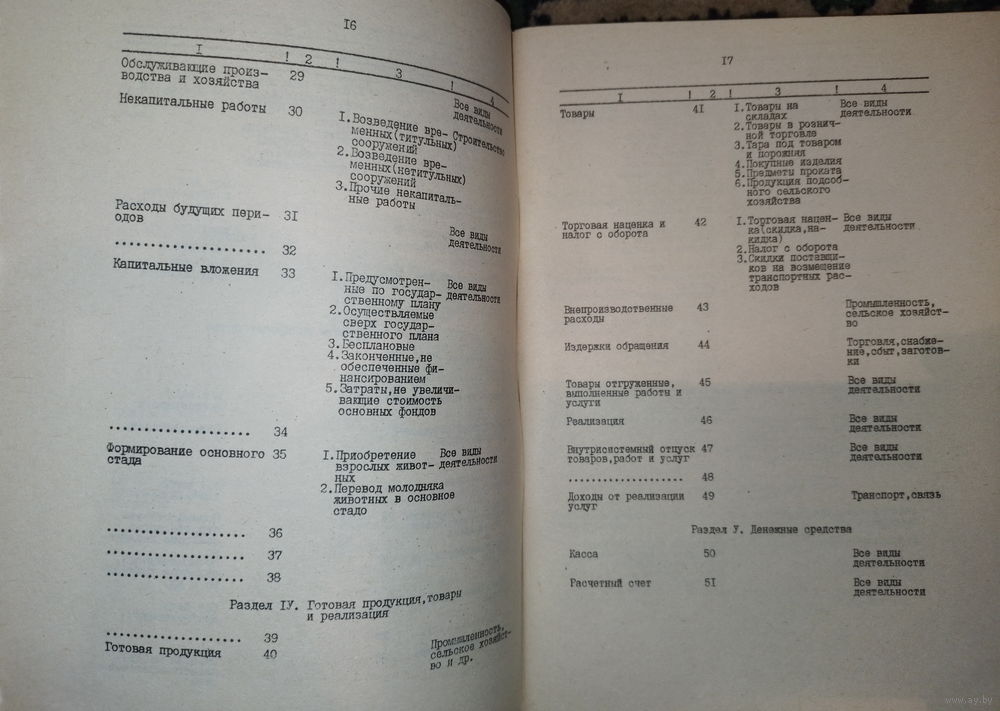 16
I ! 2 ! 3 ! 4
Обслуживающие произ- 29 Все виды
водства и хозяйства деятельности
Некапитальные работы 30 I.Возведение вре- Строительство
менных(титульных)
сооружений
2.Возведение вре-
менных(нетитульных)
сооружений
3.Прочие некапиталь-
ные работы
Расходы будущих пери- 31 Все виды
одов деятельности
..................... 32
Капитальные вложения 33 I.Предусмотрен- Все виды
ные по государ- деятельности
ственному плану
2.Осуществляемые
сверх государ-
ственного плана
3.Беcплановые
4.Законченные,не
обеспеченные фи-
нансированием
5.Затраты,не увеличи-
вающие стоимость
основных фондов
.................... 34
Формирование основного 35 I.Приобретение Все виды
стада взрослых живот- деятельности
ных
2.Перевод молодняка
животных в основное
стадо
.................... 36
.................... 37
.................... 38
Раздел IУ. Готовая продукция,товары
и реализация
.................... 39
Готовая продукция 40 Промышленность,
сельское хозяйст-
во и др.
17
I ! 2 ! 3 ! 4
Товары 41 I.Товары на Все виды
складах деятельности
2.Товары в рознич-
ной торговле
3.Тара под товаром
и порожняя
4.Покупные изделия
5.Предметы проката
6.Продукция подсоб-
ного сельского
хозяйства
Торговая наценка и 42 I.Торговая нацен- Все виды
налог с оборота ка(скидка,на- деятельности.
кидка)
2.Налог с оборота
3.Скидки поставщи-
ков на возмещение
транспортных рас-
ходов
Внепроизводственные 43 Промышленность,
расходы сельское хозяйст-
во
Издержки обращения 44 Торговля,снабже-
ние,сбыт,заготов-
ки
Товары отгруженные, 45 Все виды
выполненные работы и деятельности
услуги
Реализация 46 Все виды
деятельности
Внутрисистемный отпуск 47 Все виды
товаров,работ и услуг деятельности
.................... 48
Доходы от реализации 49 Транспорт,связь
услуг
Раздел У. Денежные средства
Касса 50 Все виды
деятельности
Расчетный счет 51 Все виды
деятельности
www.ay.by